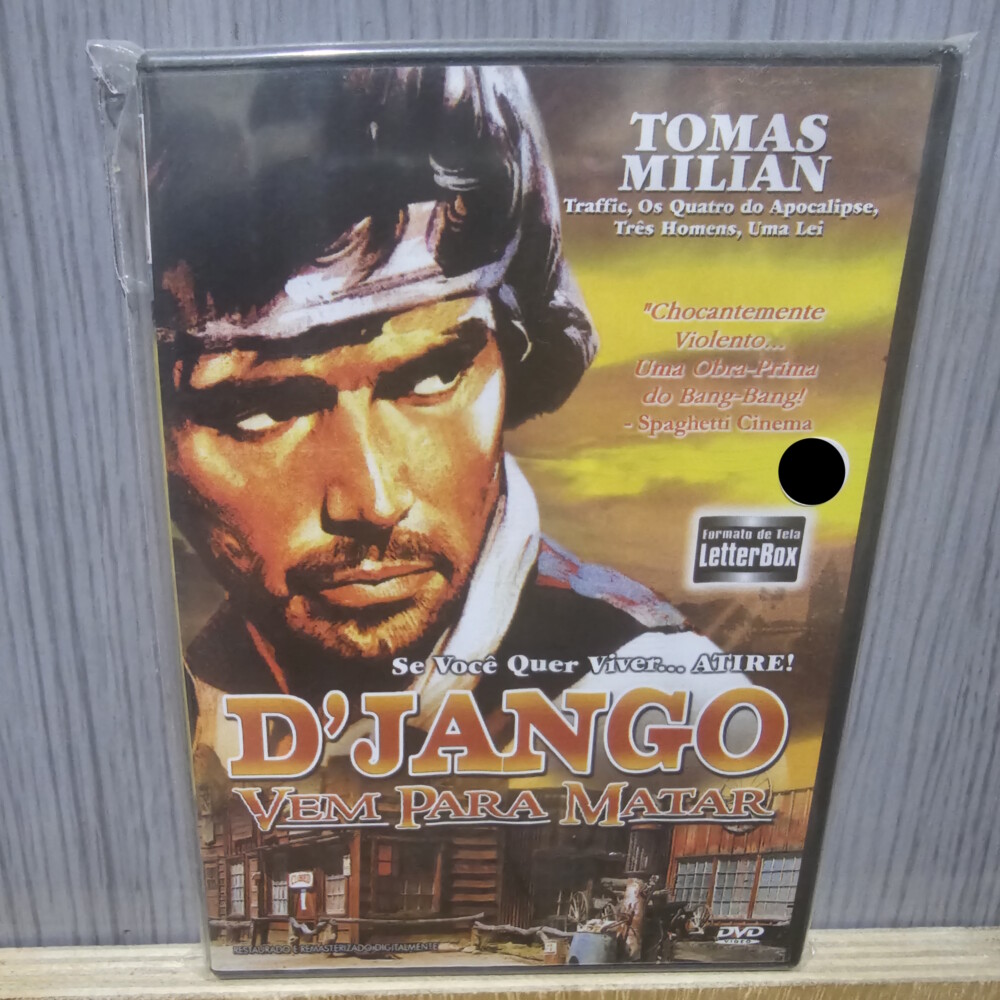 TOMAS
MILIAN
Traffic, Os Quatro do Apocalipse,
Três Homens, Uma Lei
"Chocantemente
Violento...
Uma Obra-Prima
do Bang-Bang!
- Spaghetti Cinema
Formato de Tela
LetterBox
Se Você Quer Viver... ATIRE!
D'JANGO
VEM PARA MATAR
RESTAURADO E REMASTERIZADO DIGITALMENTE
DVD
VIDEO